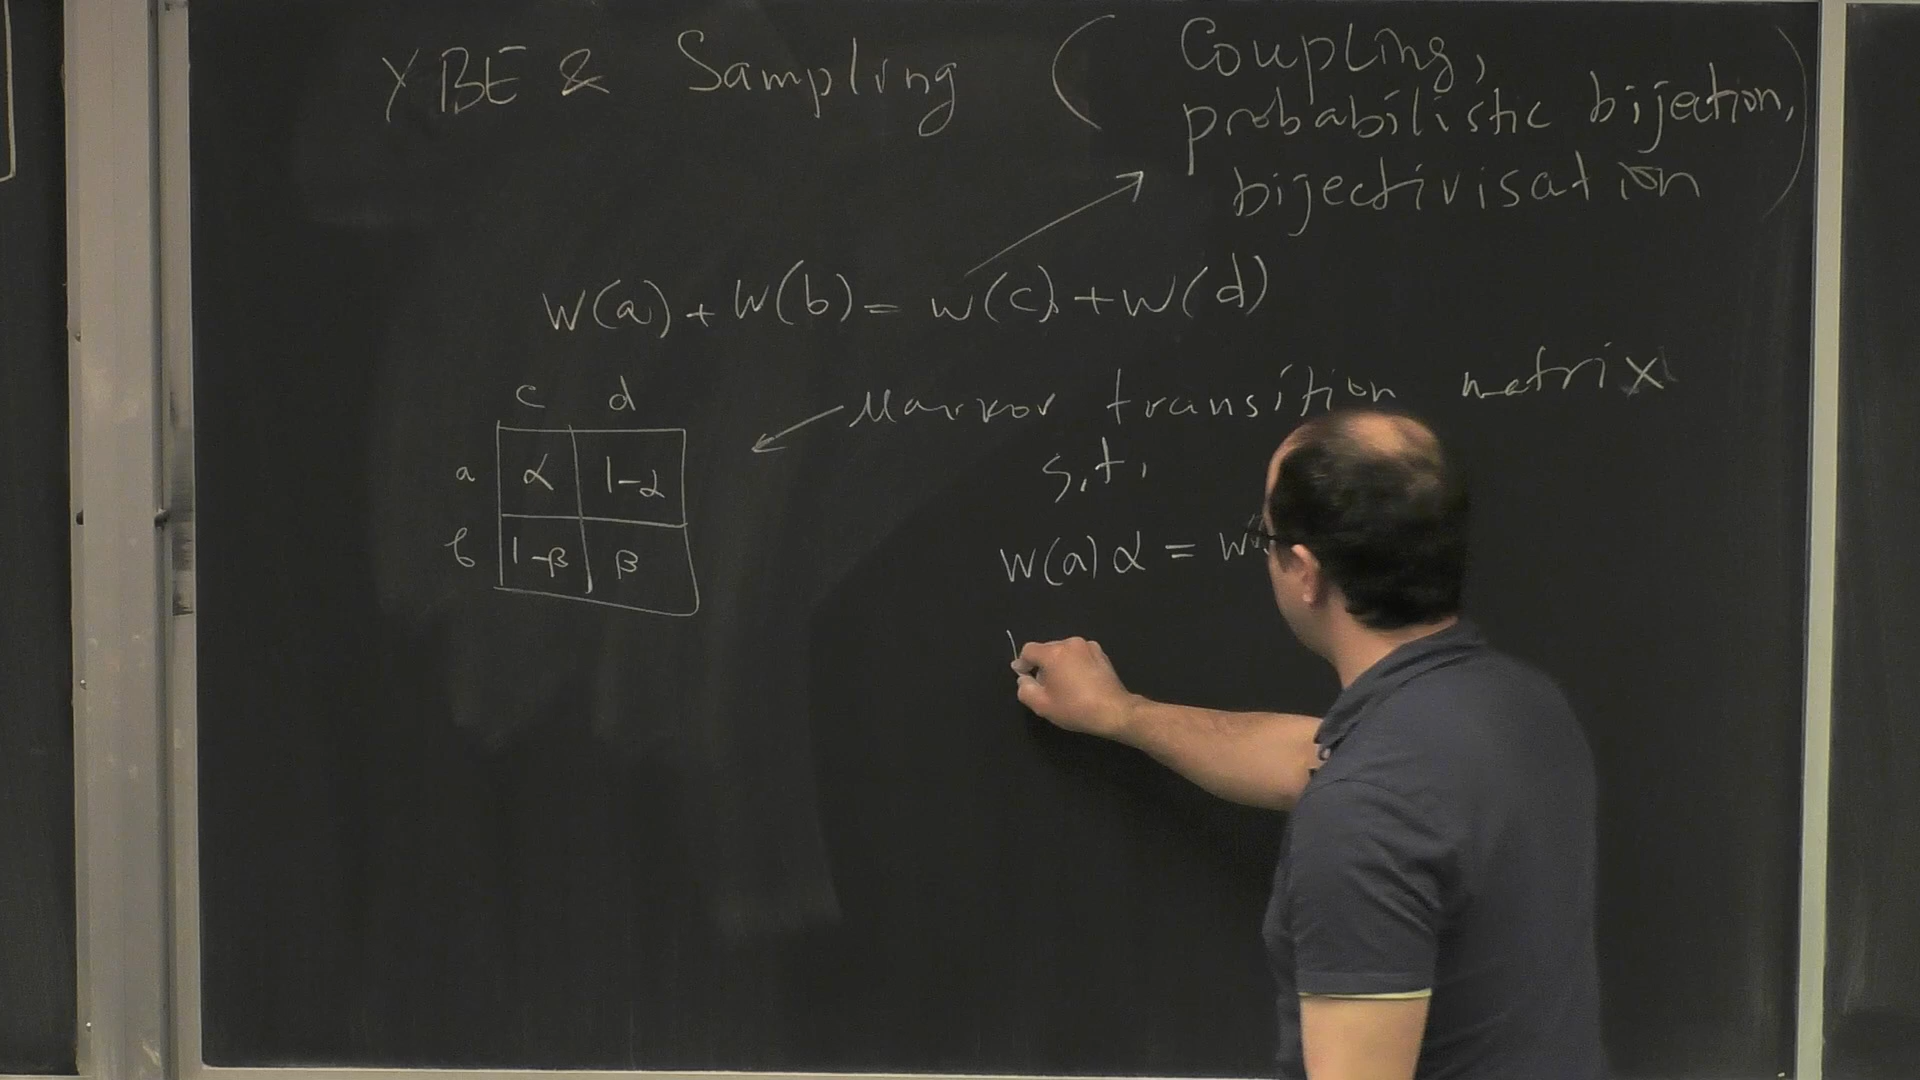 YBE & Sampling ( Coupling,
probabilistic bijection,
bijectivisation )
w(a) + w(b) = w(c) + w(d)
c d
Markov transition matrix
a α 1-α
s.t.
b 1-β β
w(a) α = w